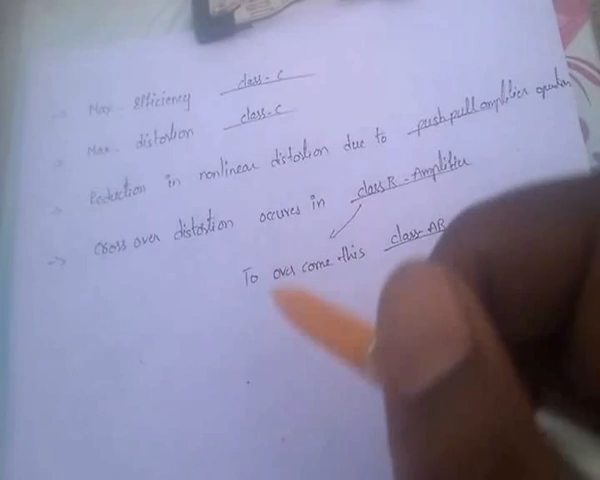 -> Max. Efficiency class-C
-> Max. distortion class-C
-> Reduction in nonlinear distortion due to push pull amplifier operation
-> Cross over distortion occures in class B - Amplifier
To over come this class AB